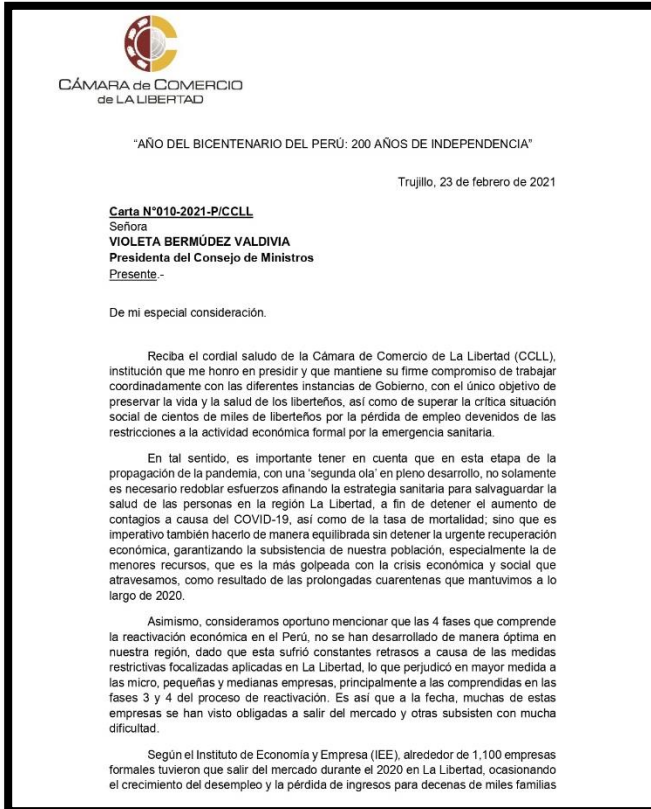 CÁMARA de COMERCIO
de LA LIBERTAD
“AÑO DEL BICENTENARIO DEL PERÚ: 200 AÑOS DE INDEPENDENCIA”
Trujillo, 23 de febrero de 2021
Carta N°010-2021-P/CCLL
Señora
VIOLETA BERMÚDEZ VALDIVIA
Presidenta del Consejo de Ministros
Presente.-
De mi especial consideración.
Reciba el cordial saludo de la Cámara de Comercio de La Libertad (CCLL),
institución que me honro en presidir y que mantiene su firme compromiso de trabajar
coordinadamente con las diferentes instancias de Gobierno, con el único objetivo de
preservar la vida y la salud de los liberteños, así como de superar la crítica situación
social de cientos de miles de liberteños por la pérdida de empleo devenidos de las
restricciones a la actividad económica formal por la emergencia sanitaria.
En tal sentido, es importante tener en cuenta que en esta etapa de la
propagación de la pandemia, con una ‘segunda ola’ en pleno desarrollo, no solamente
es necesario redoblar esfuerzos afinando la estrategia sanitaria para salvaguardar la
salud de las personas en la región La Libertad, a fin de detener el aumento de
contagios a causa del COVID-19, así como de la tasa de mortalidad; sino que es
imperativo también hacerlo de manera equilibrada sin detener la urgente recuperación
económica, garantizando la subsistencia de nuestra población, especialmente la de
menores recursos, que es la más golpeada con la crisis económica y social que
atravesamos, como resultado de las prolongadas cuarentenas que mantuvimos a lo
largo de 2020.
Asimismo, consideramos oportuno mencionar que las 4 fases que comprende
la reactivación económica en el Perú, no se han desarrollado de manera óptima en
nuestra región, dado que esta sufrió constantes retrasos a causa de las medidas
restrictivas focalizadas aplicadas en La Libertad, lo que perjudicó en mayor medida a
las micro, pequeñas y medianas empresas, principalmente a las comprendidas en las
fases 3 y 4 del proceso de reactivación. Es así que a la fecha, muchas de estas
empresas se han visto obligadas a salir del mercado y otras subsisten con mucha
dificultad.
Según el Instituto de Economía y Empresa (IEE), alrededor de 1,100 empresas
formales tuvieron que salir del mercado durante el 2020 en La Libertad, ocasionando
el crecimiento del desempleo y la pérdida de ingresos para decenas de miles familias